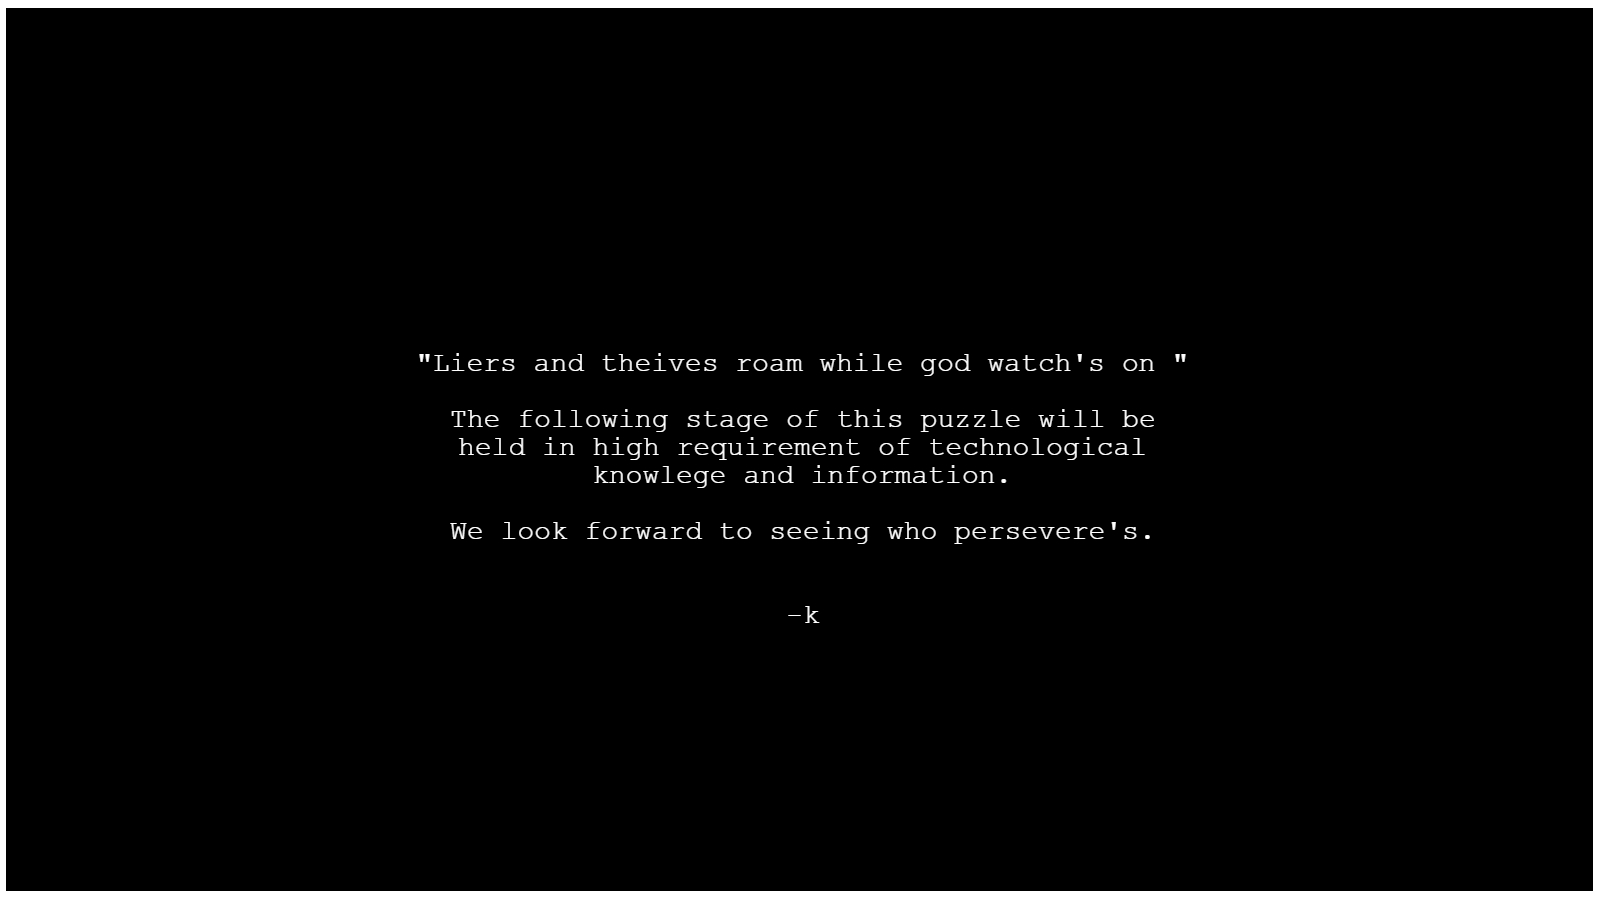 "Liers and theives roam while god watch's on "
The following stage of this puzzle will be
held in high requirement of technological
knowlege and information.
We look forward to seeing who persevere's.
-k